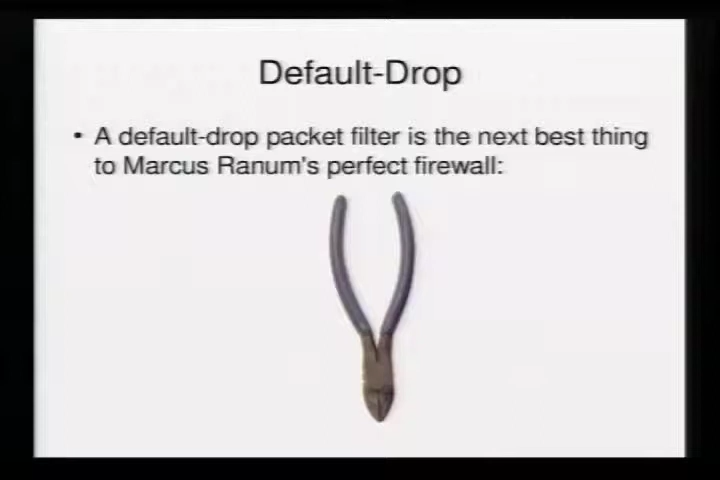 Default-Drop
• A default-drop packet filter is the next best thing
to Marcus Ranum's perfect firewall: